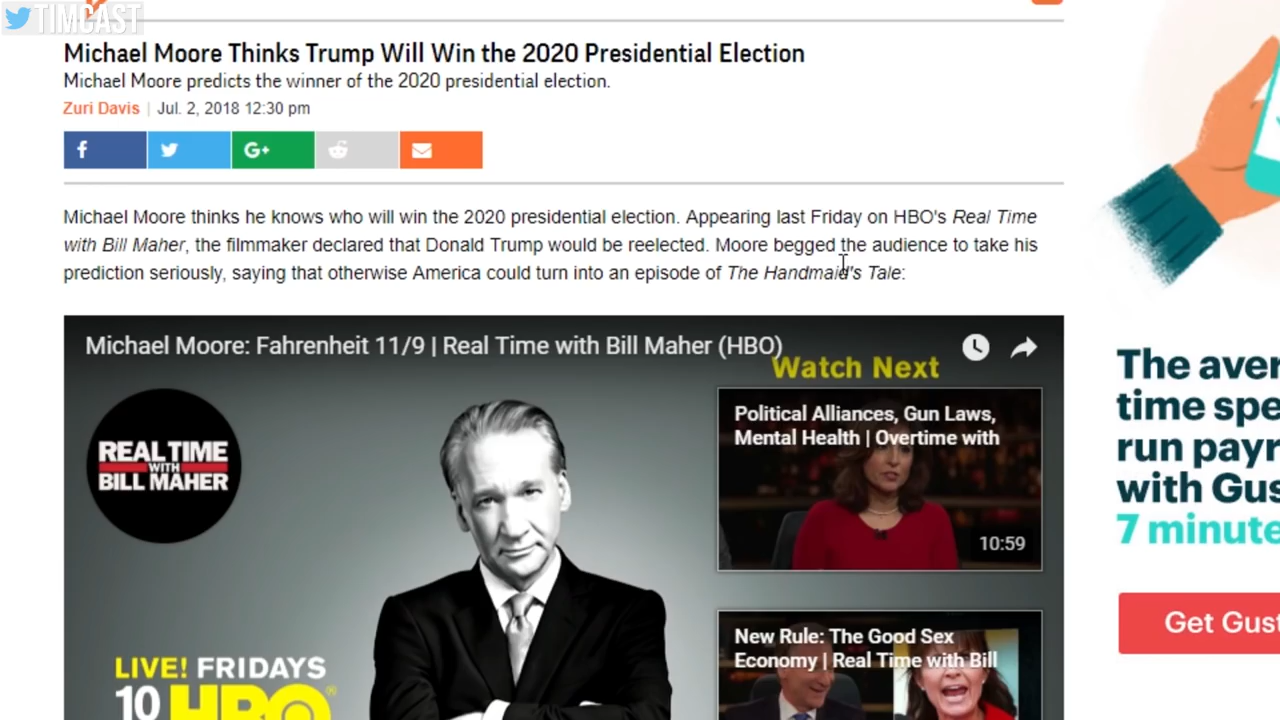 TIMCAST
Michael Moore Thinks Trump Will Win the 2020 Presidential Election
Michael Moore predicts the winner of the 2020 presidential election.
Zuri Davis | Jul. 2, 2018 12:30 pm
f
G+
Michael Moore thinks he knows who will win the 2020 presidential election. Appearing last Friday on HBO's Real Time
with Bill Maher, the filmmaker declared that Donald Trump would be reelected. Moore begged the audience to take his
prediction seriously, saying that otherwise America could turn into an episode of The Handmaid's Tale:
Michael Moore: Fahrenheit 11/9 | Real Time with Bill Maher (HBO)
Watch Next
REAL TIME
WITH
BILL MAHER
Political Alliances, Gun Laws,
Mental Health | Overtime with
10:59
New Rule: The Good Sex
Economy | Real Time with Bill
LIVE! FRIDAYS
10 HBO®
The aver
time spe
run payr
with Gus
7 minute
Get Gust